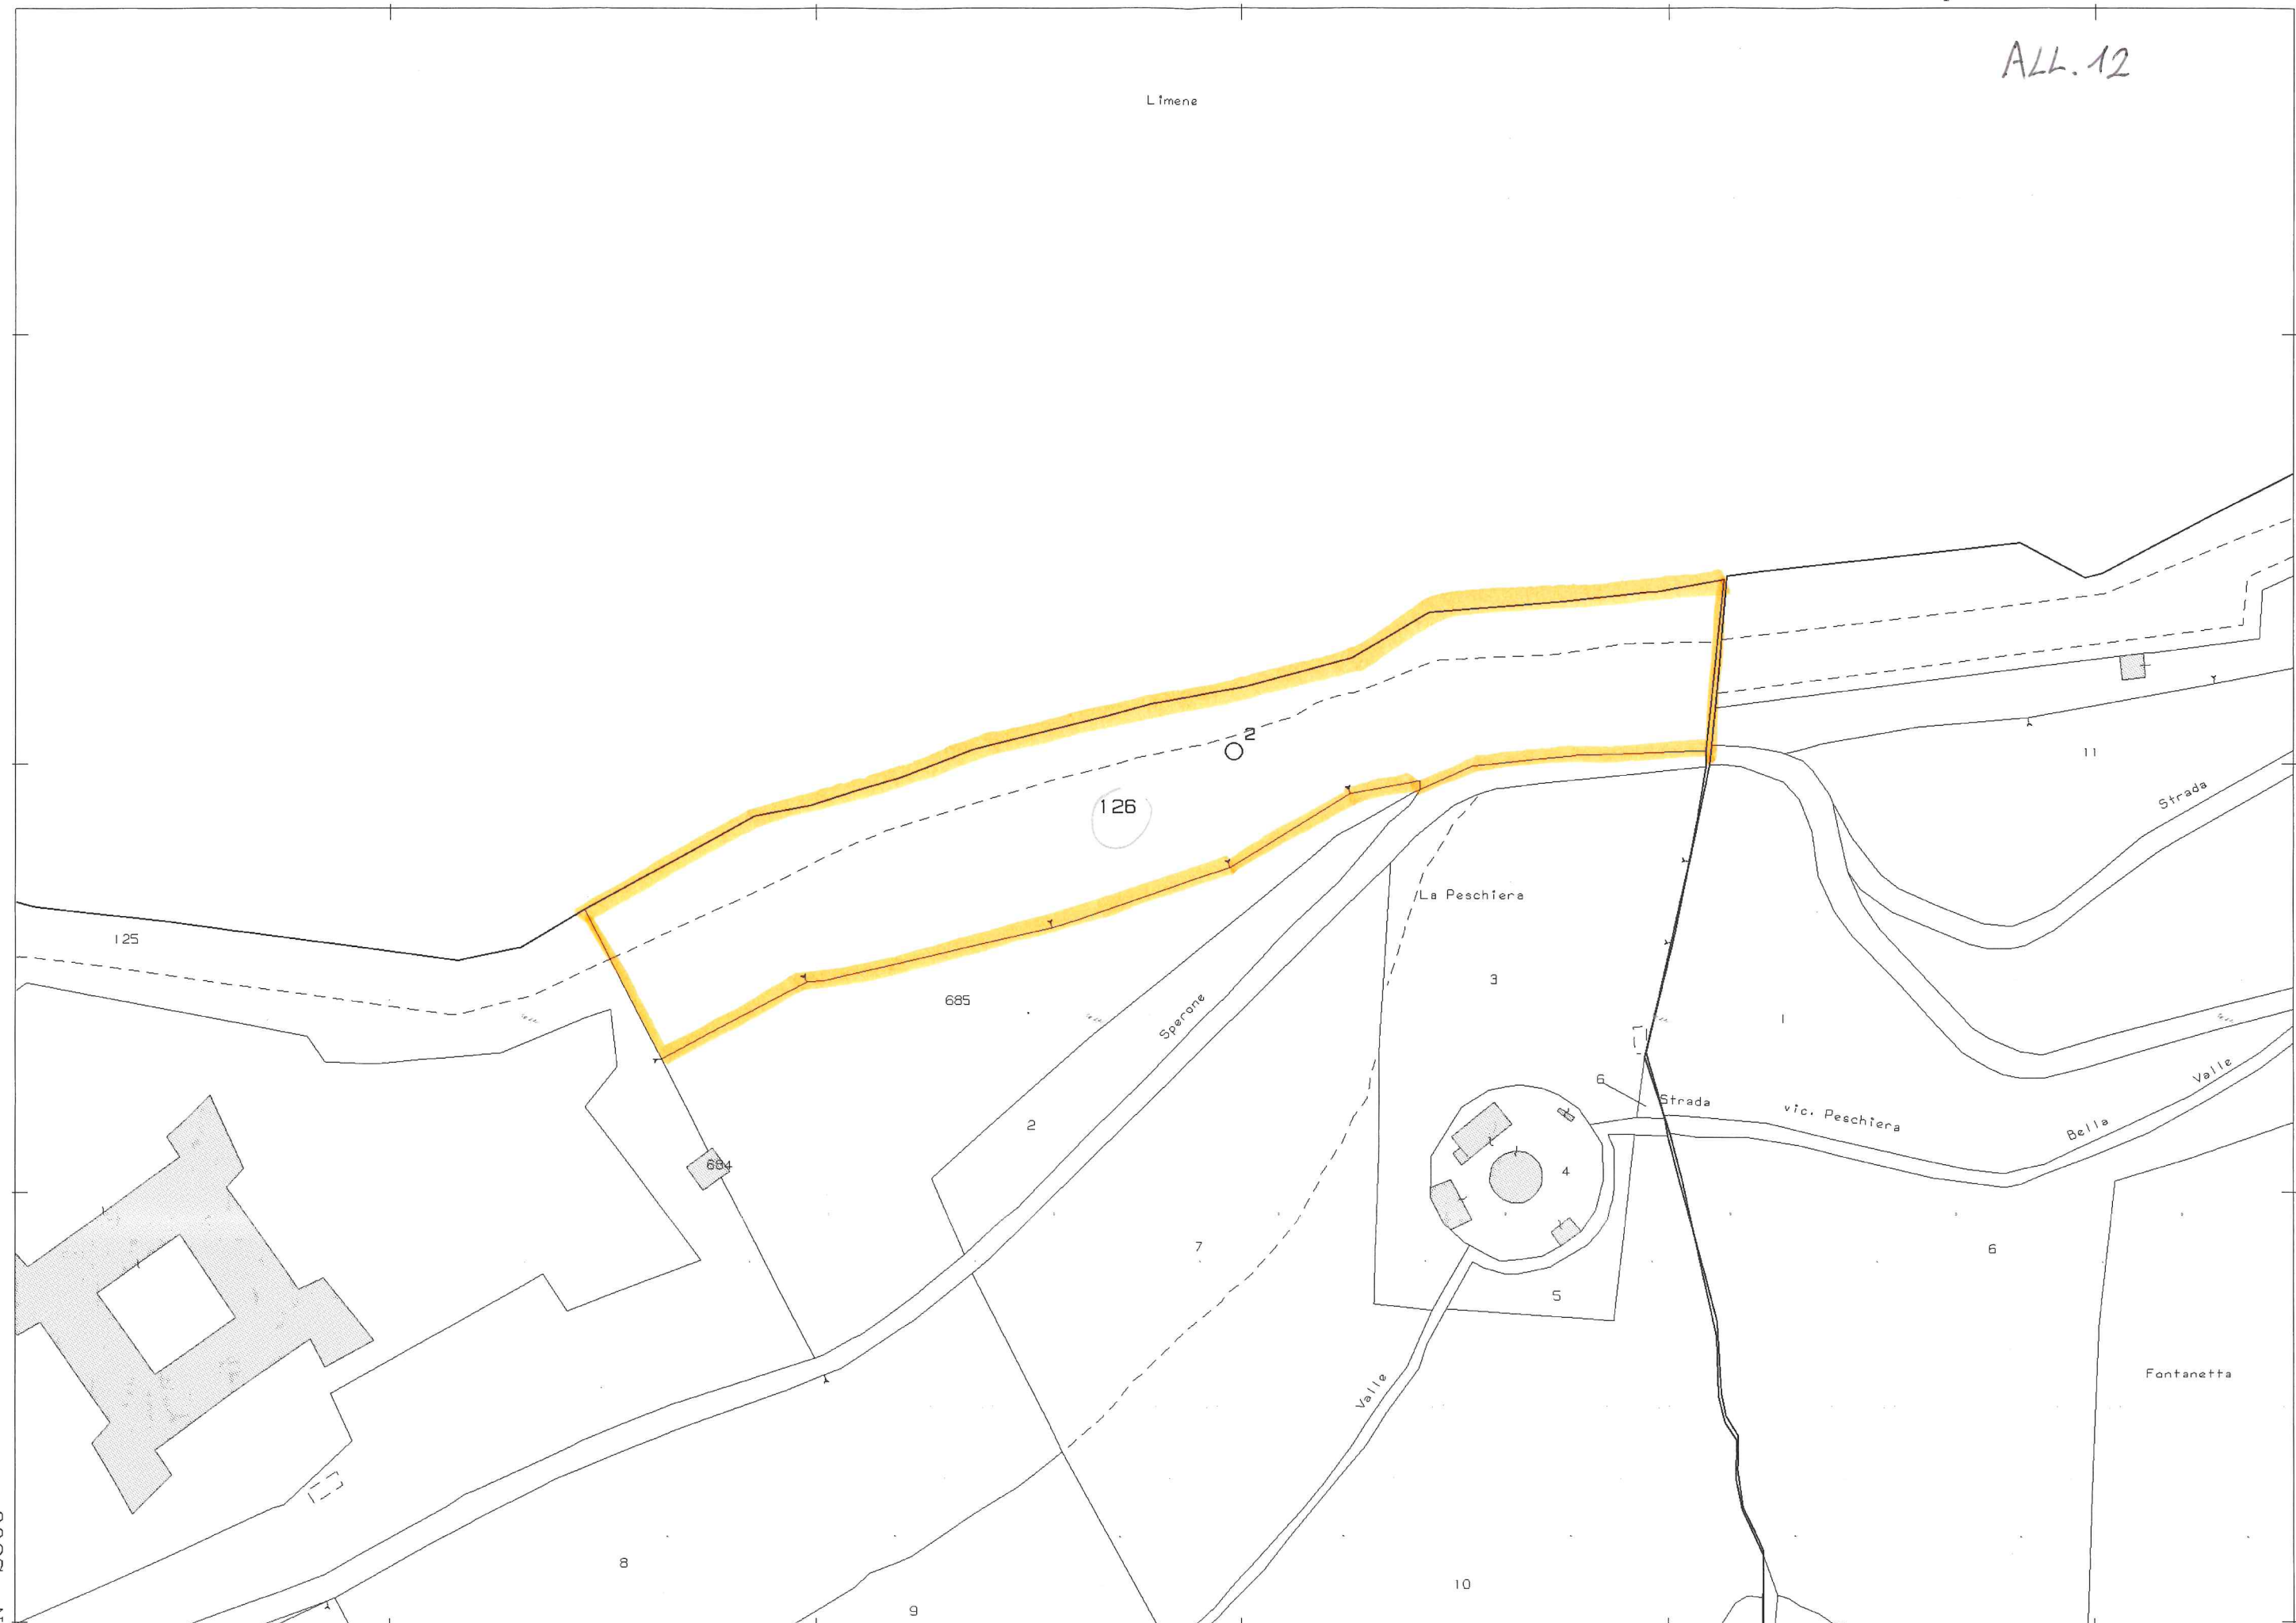 ALL. 12
Limene
2
126
11
Strada
La Peschiera
125
3
685
Sperone
1
Valle
6
Strada
vic. Peschiera
Bella
2
684
4
7
6
5
Fontanetta
Valle
8
10
9